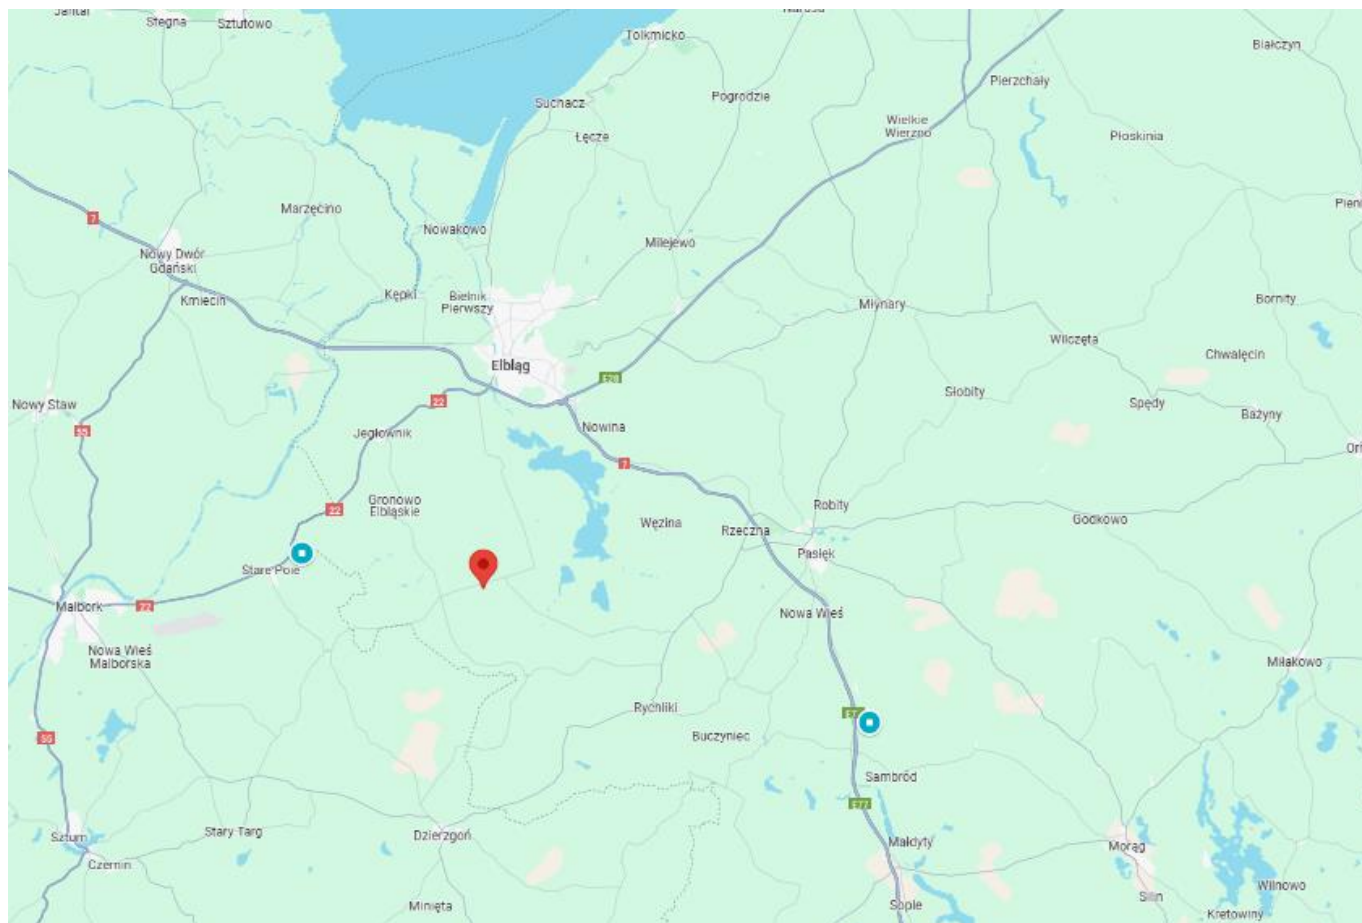 Jantar
Stegna
Sztutowo
Tolkmicko
Białczyn
Pierzchały
Pogrodzie
Suchacz
Wielkie
Wierzno
Łęcze
Płoskinia
Marzęcino
7
Nowakowo
Milejewo
Nowy Dwór
Gdański
Kępki
Bielnik
Pierwszy
Kmiecin
Młynary
Bornity
Wilczęta
Chwalęcin
Elbląg
E28
Słobity
Spędy
Bażyny
Nowy Staw
22
55
Jegłownik
Nowina
7
Gronowo
Elbląskie
22
Węzina
Rzeczna
Robity
Godkowo
Pasłęk
Stare Pole
Malbork
22
Nowa Wieś
Nowa Wieś
Malborska
Miłakowo
Rychliki
Buczyniec
55
Sambród
E77
Sztum
Stary Targ
Dzierzgoń
Małdyty
Morąg
Czernin
Minięta
Sople
Silin
Wilnowo
Kretowiny